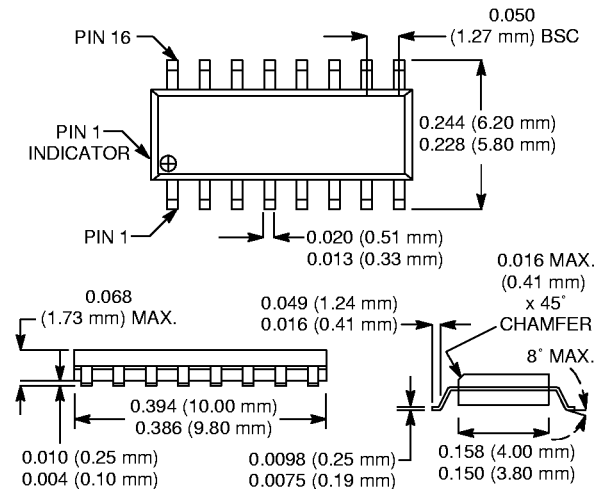 0.050
(1.27 mm) BSC
PIN 16
0.244 (6.20 mm)
0.228 (5.80 mm)
PIN 1
INDICATOR
PIN 1
0.020 (0.51 mm)
0.013 (0.33 mm)
0.016 MAX.
(0.41 mm)
x 45°
CHAMFER
0.068
(1.73 mm) MAX.
0.049 (1.24 mm)
0.016 (0.41 mm)
8° MAX.
0.394 (10.00 mm)
0.386 (9.80 mm)
0.010 (0.25 mm)
0.004 (0.10 mm)
0.0098 (0.25 mm)
0.0075 (0.19 mm)
0.158 (4.00 mm)
0.150 (3.80 mm)